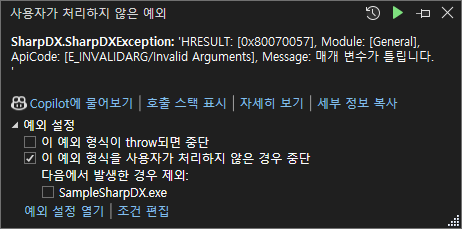 사용자가 처리하지 않은 예외
SharpDX.SharpDXException: 'HRESULT: [0x80070057], Module: [General],
ApiCode: [E_INVALIDARG/Invalid Arguments], Message: 매개 변수가 틀립니다.
'
Copilot에 물어보기 | 호출 스택 표시 | 자세히 보기 | 세부 정보 복사
예외 설정
이 예외 형식이 throw되면 중단
이 예외 형식을 사용자가 처리하지 않은 경우 중단
다음에서 발생한 경우 제외:
SampleSharpDX.exe
예외 설정 열기 | 조건 편집